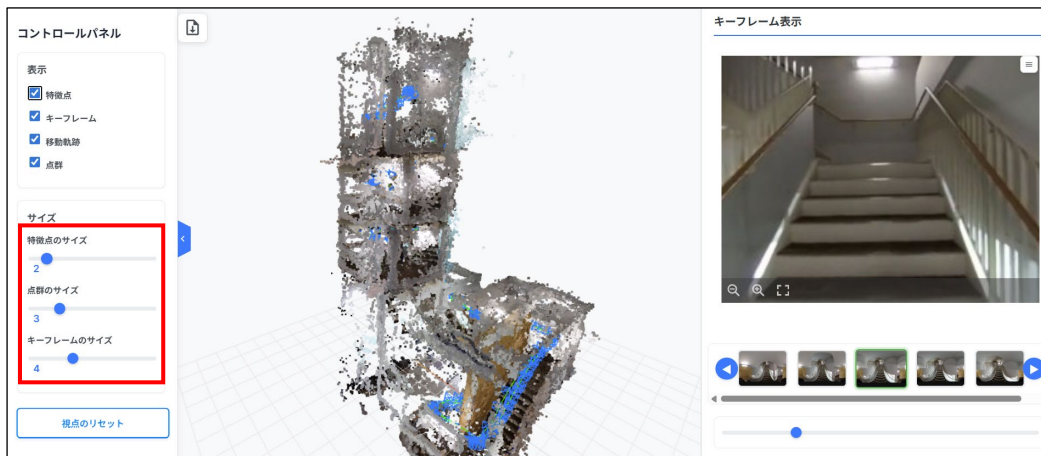 コントロールパネル
表示
特徴点
キーフレーム
移動軌跡
点群
サイズ
特徴点のサイズ
2
点群のサイズ
3
キーフレームのサイズ
4
視点のリセット
キーフレーム表示